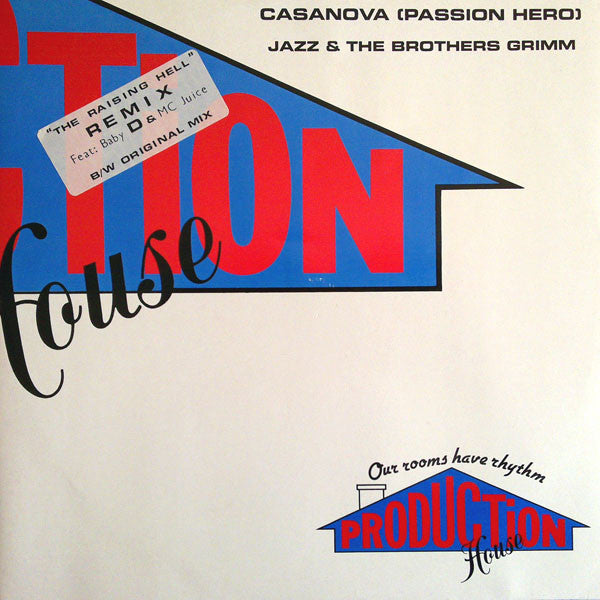 CASANOVA (PASSION HERO)
JAZZ & THE BROTHERS GRIMM
"THE RAISING HELL"
REMIX
Feat: Baby D & MC Juice
B/W ORIGINAL MIX
CTION
House
Our rooms have rhythm
PRODUCTiON
House